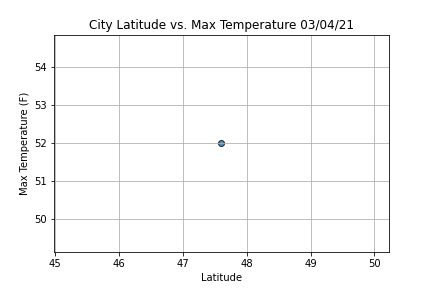 City Latitude vs. Max Temperature 03/04/21
54
53
52
51
50
Max Temperature (F)
45 46 47 48 49 50
Latitude